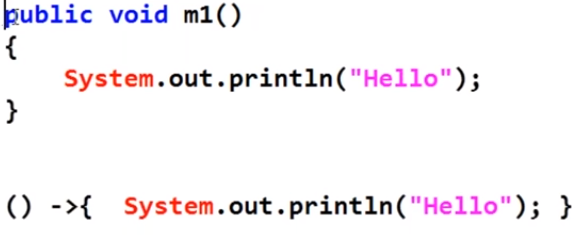 public void m1()
{
System.out.println("Hello");
}
() ->{ System.out.println("Hello"); }